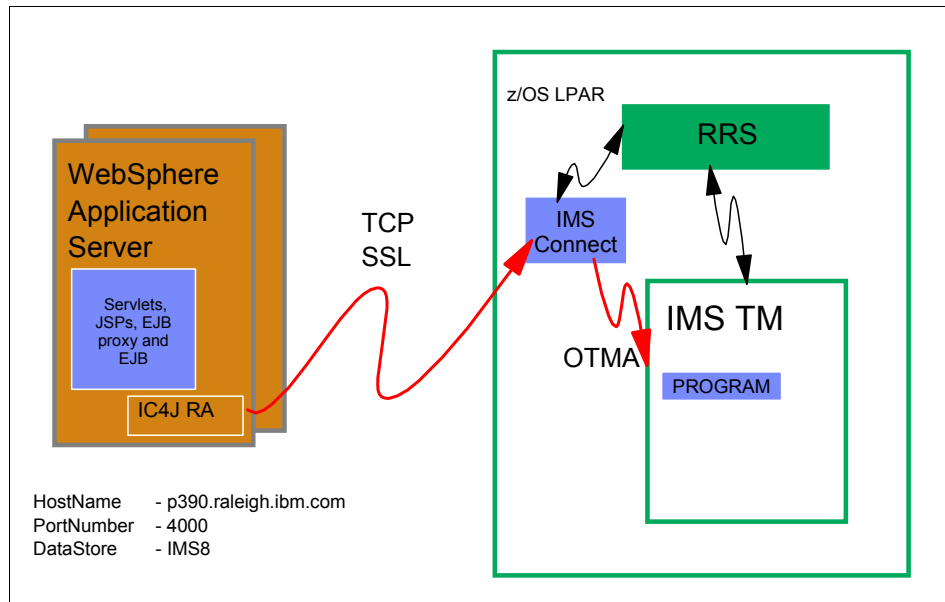 z/OS LPAR
RRS
WebSphere
Application
Server
TCP
SSL
IMS
Connect
Servlets,
JSPs, EJB
proxy and
EJB
IMS TM
OTMA
PROGRAM
IC4J RA
HostName - p390.raleigh.ibm.com
PortNumber - 4000
DataStore - IMS8